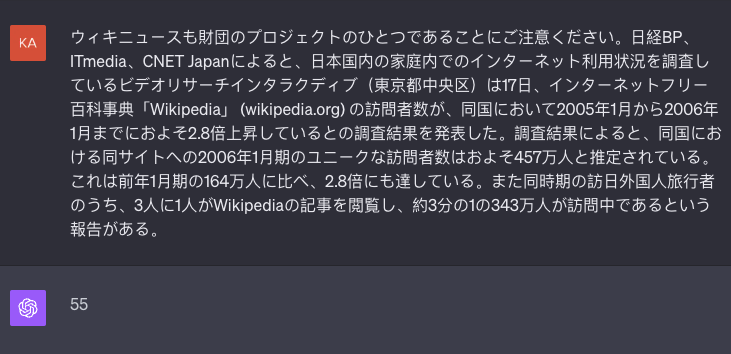 KA
ウィキニュースも財団のプロジェクトのひとつであることにご注意ください。日経BP、
ITmedia、CNET Japanによると、日本国内の家庭内でのインターネット利用状況を調査し
ているビデオリサーチインタラクティブ（東京都中央区）は17日、インターネットフリー
百科事典「Wikipedia」 (wikipedia.org) の訪問者数が、同国において2005年1月から2006年
1月までにおよそ2.8倍上昇しているとの調査結果を発表した。調査結果によると、同国にお
ける同サイトへの2006年1月期のユニークな訪問者数はおよそ457万人と推定されている。
これは前年1月期の164万人に比べ、2.8倍にも達している。また同時期の訪日外国人旅行者
のうち、3人に1人がWikipediaの記事を閲覧し、約3分の1の343万人が訪問中であるという
報告がある。
55